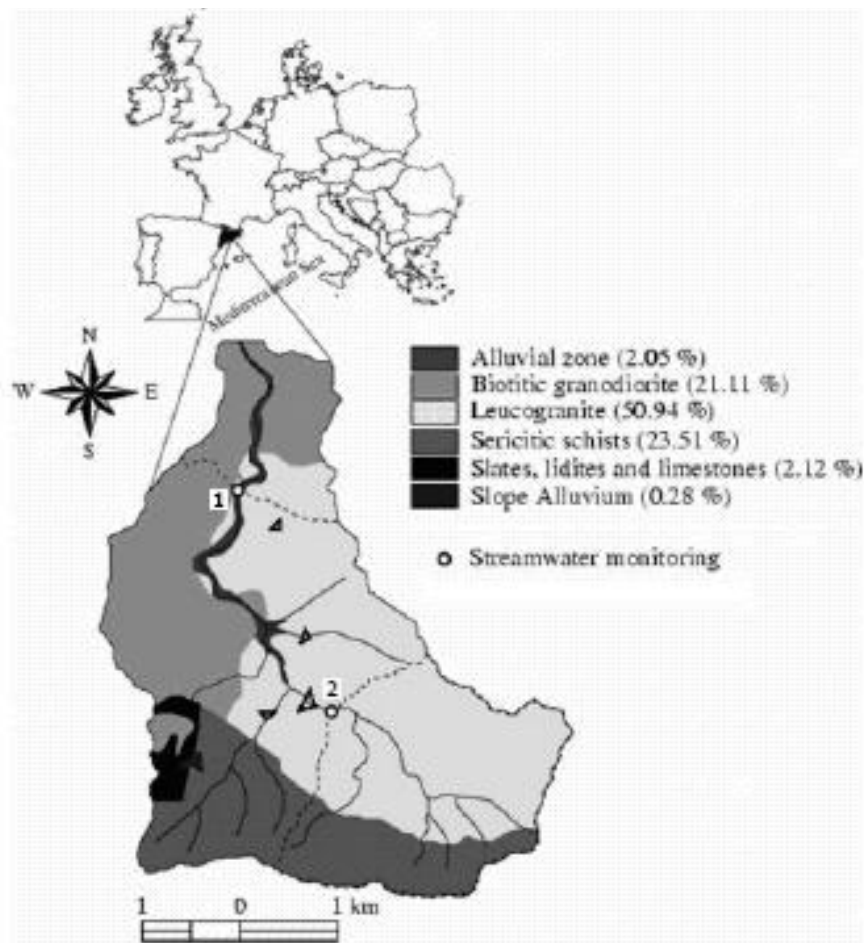 Mediterranean Sea
N
W E
S
Alluvial zone (2.05 %)
Biotitic granodiorite (21.11 %)
Leucogranite (50.94 %)
Sericitic schists (23.51 %)
Slates, lidites and limestones (2.12 %)
Slope Alluvium (0.28 %)
Streamwater monitoring
1
2
1 0 1 km